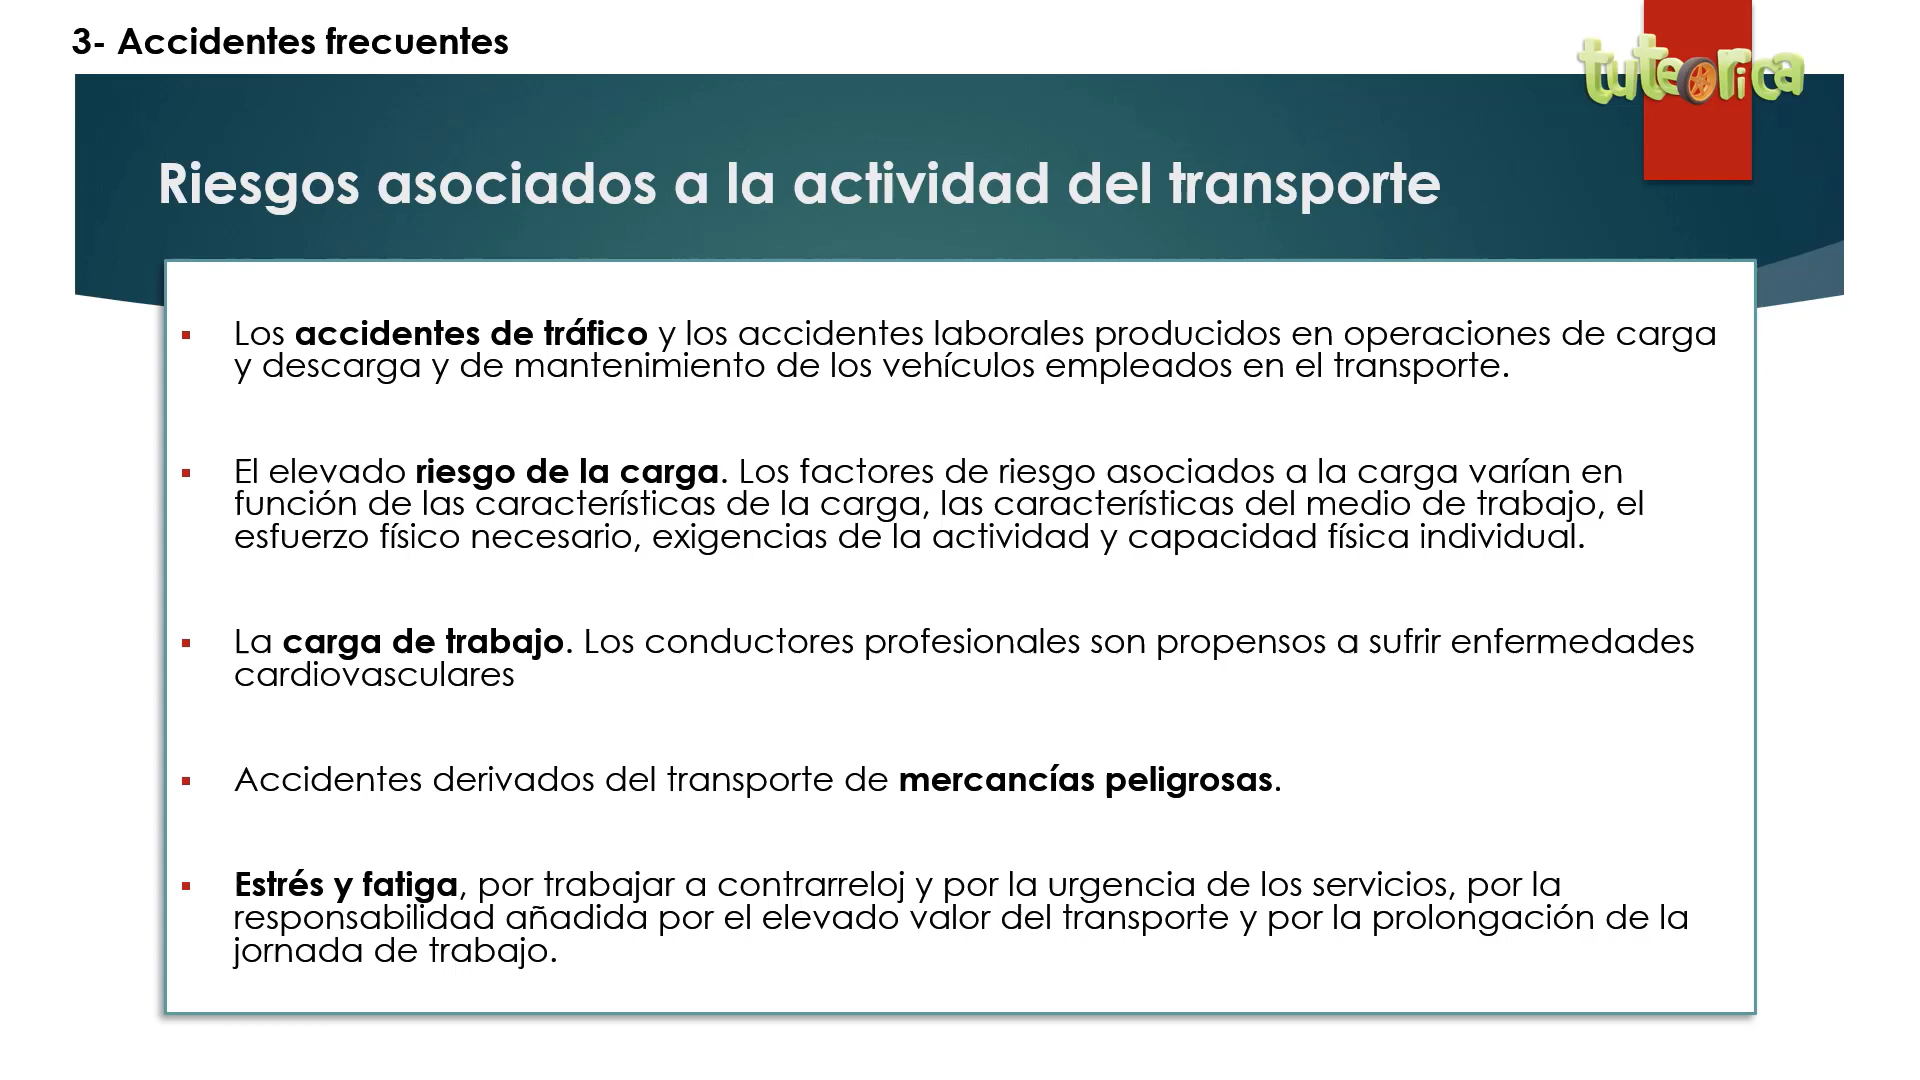 3- Accidentes frecuentes
tuteorica
Riesgos asociados a la actividad del transporte
▪ Los accidentes de tráfico y los accidentes laborales producidos en operaciones de carga
y descarga y de mantenimiento de los vehículos empleados en el transporte.
▪ El elevado riesgo de la carga. Los factores de riesgo asociados a la carga varían en
función de las características de la carga, las características del medio de trabajo, el
esfuerzo físico necesario, exigencias de la actividad y capacidad física individual.
▪ La carga de trabajo. Los conductores profesionales son propensos a sufrir enfermedades
cardiovasculares
▪ Accidentes derivados del transporte de mercancías peligrosas.
▪ Estrés y fatiga, por trabajar a contrarreloj y por la urgencia de los servicios, por la
responsabilidad añadida por el elevado valor del transporte y por la prolongación de la
jornada de trabajo.